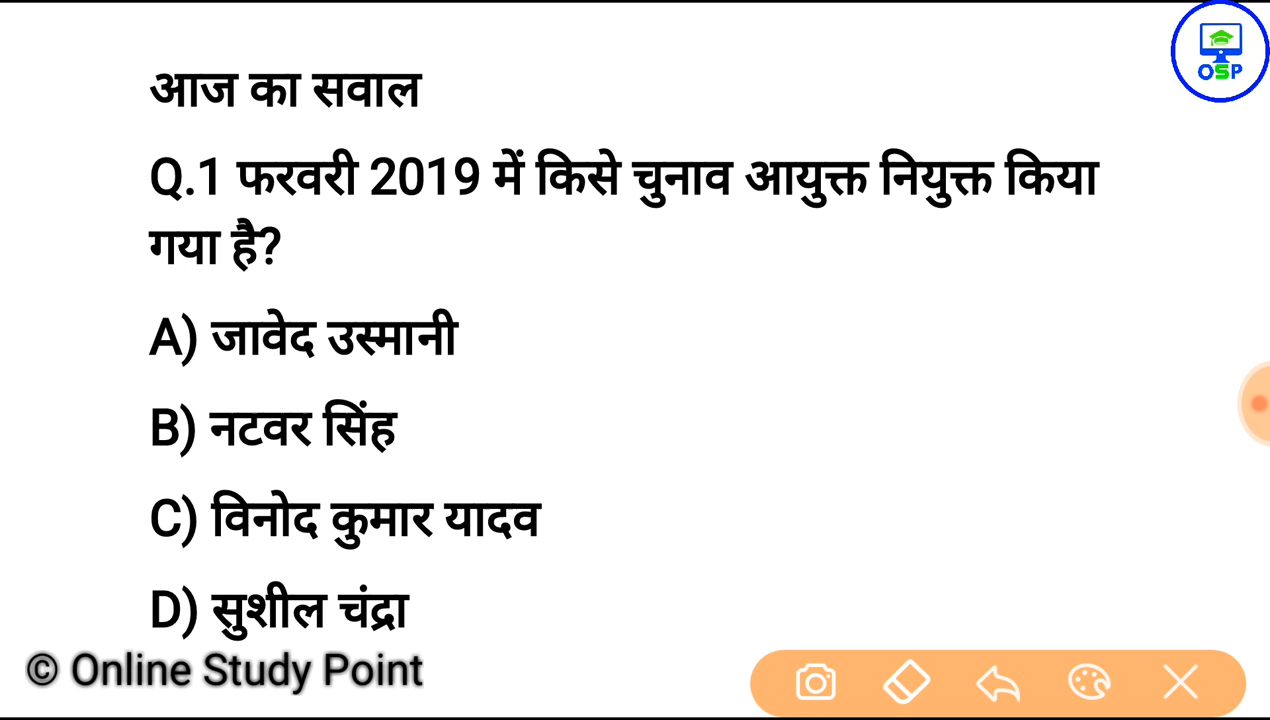 OSP
आज का सवाल
Q.1 फरवरी 2019 में किसे चुनाव आयुक्त नियुक्त किया
गया है?
A) जावेद उस्मानी
B) नटवर सिंह
C) विनोद कुमार यादव
D) सुशील चंद्रा
© Online Study Point